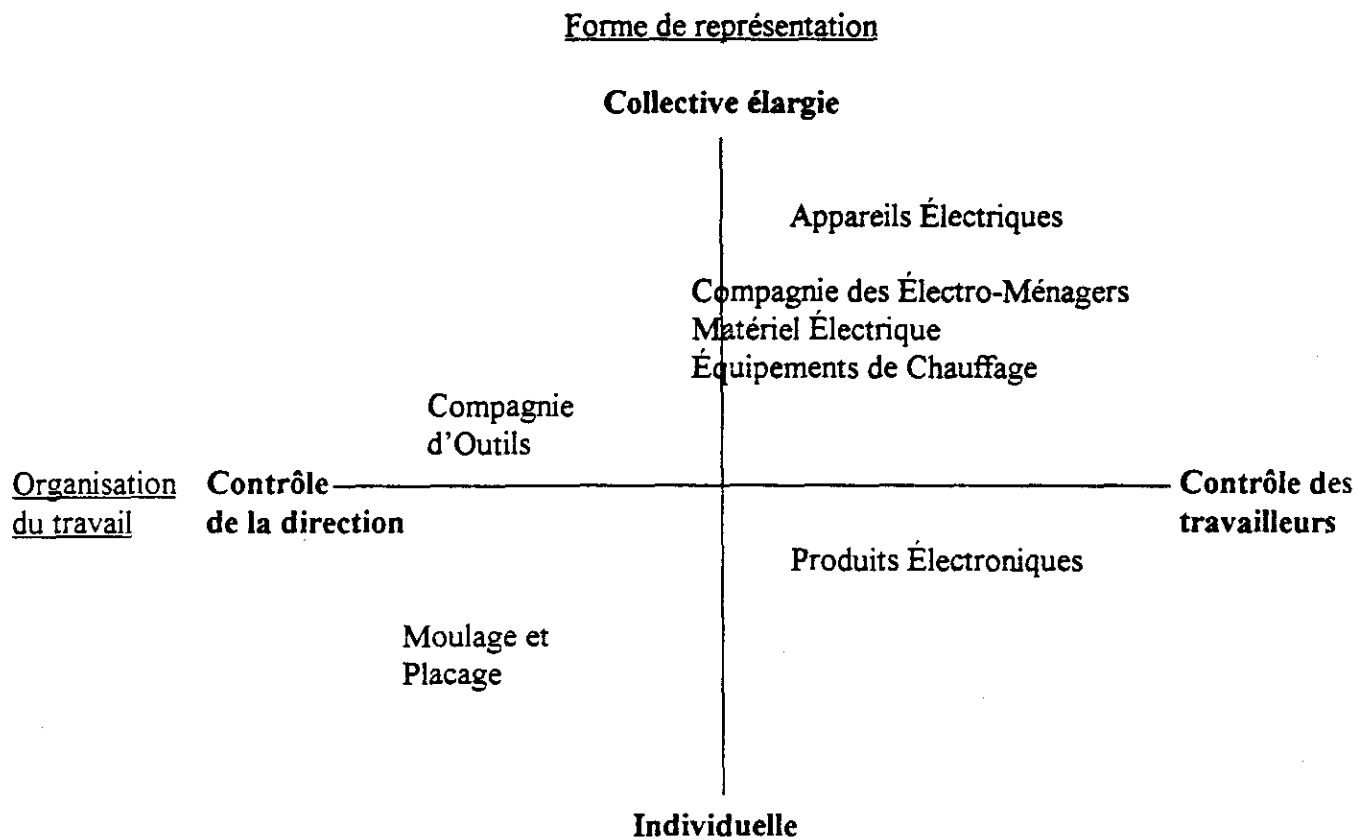 Forme de représentation
Collective élargie
Appareils Électriques
Compagnie des Électro-Ménagers
Matériel Électrique
Équipements de Chauffage
Compagnie
d'Outils
Organisation
du travail
Contrôle
de la direction
Contrôle des
travailleurs
Produits Électroniques
Moulage et
Placage
Individuelle